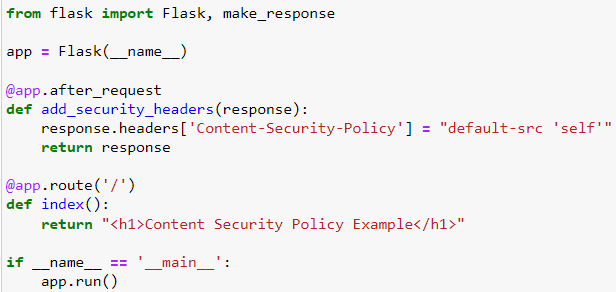 from flask import Flask, make_response
app = Flask(__name__)
@app.after_request
def add_security_headers(response):
    response.headers['Content-Security-Policy'] = "default-src 'self'"
    return response
@app.route('/')
def index():
    return "<h1>Content Security Policy Example</h1>"
if __name__ == '__main__':
    app.run()